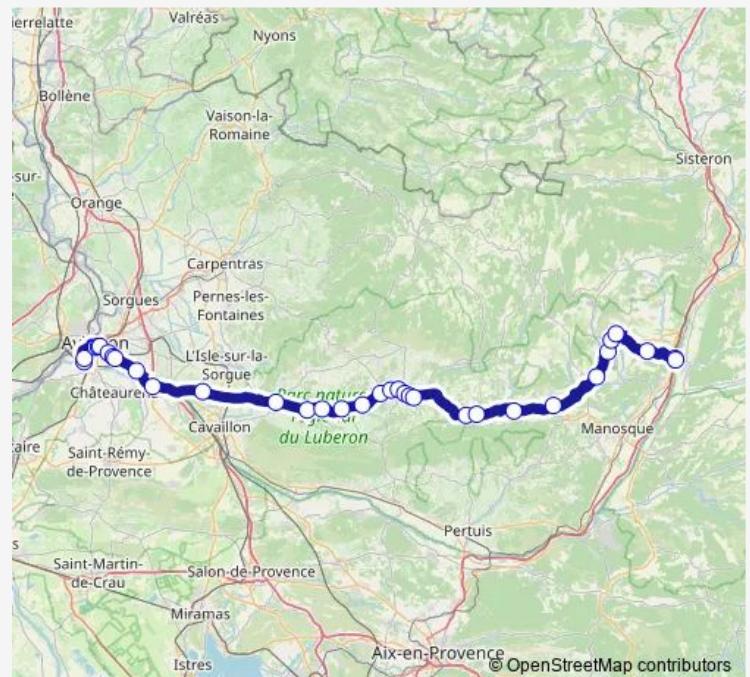 ierrelatte
Valréas
Nyons
Bollène
Vaison-la-
Romaine
-sur-
Sisteron
Orange
Carpentras
Sorgues
Pernes-les-
Fontaines
L'Isle-sur-la-
Sorgue
Cavaillon
du Luberon
Manosque
aire
Saint-Rémy-
de-Provence
Pertuis
s
Saint-Martin-
de-Crau
Salon-de-Provence
Miramas
Aix-en-Provence
Istres
© OpenStreetMap contributors